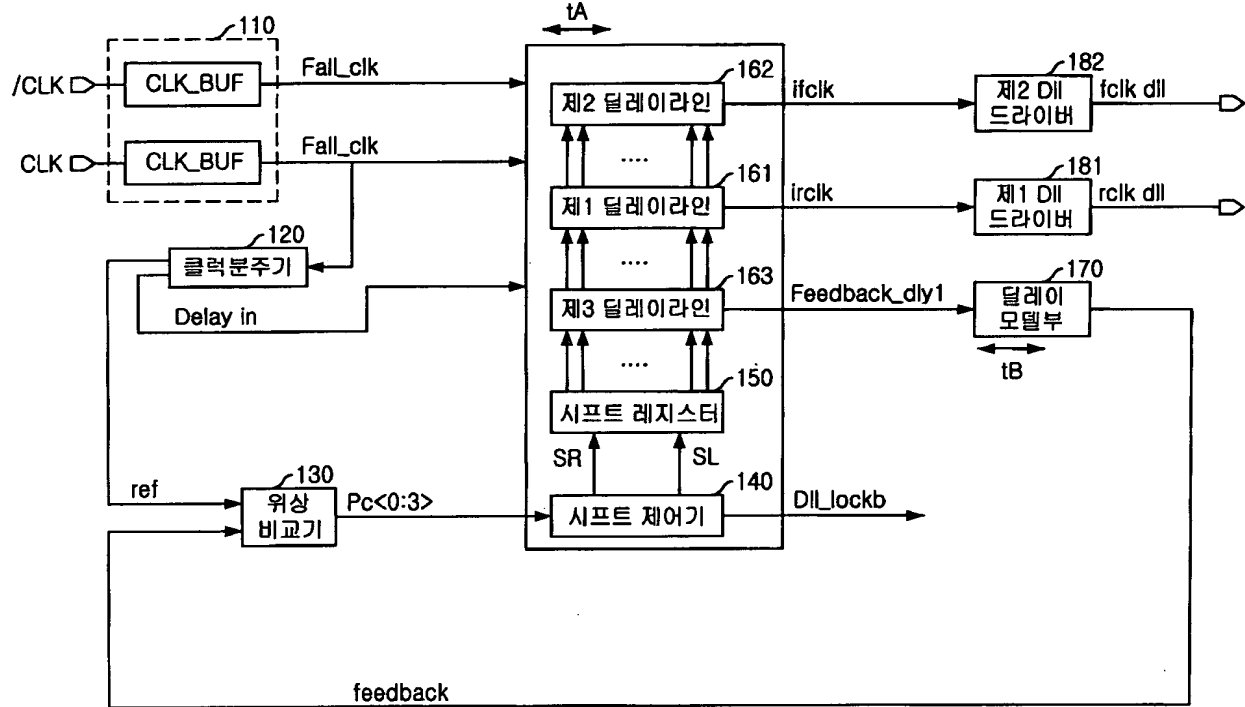 tA
110
/CLK
CLK_BUF
Fall_clk
162
제2 딜레이라인
ifclk
182
제2 Dll
드라이버
fclk dll
CLK
CLK_BUF
Fall_clk
....
161
제1 딜레이라인
irclk
181
제1 Dll
드라이버
rclk dll
120
클럭분주기
....
163
제3 딜레이라인
Feedback_dly1
170
딜레이
모델부
Delay in
tB
....
150
시프트 레지스터
SR
SL
ref
130
위상
비교기
Pc<0:3>
140
시프트 제어기
Dll_lockb
feedback